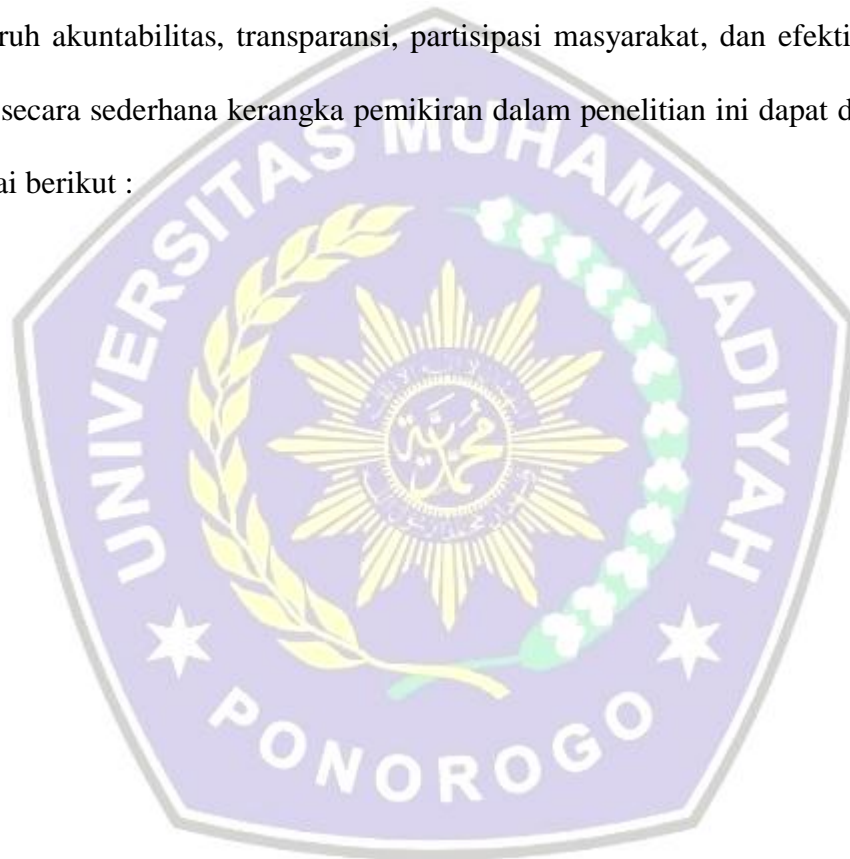 ruh akuntabilitas, transparansi, partisipasi masyarakat, dan efekti
secara sederhana kerangka pemikiran dalam penelitian ini dapat d
ai berikut :
UNIVERSITAS MUHAMMADIYAH
PONOROGO